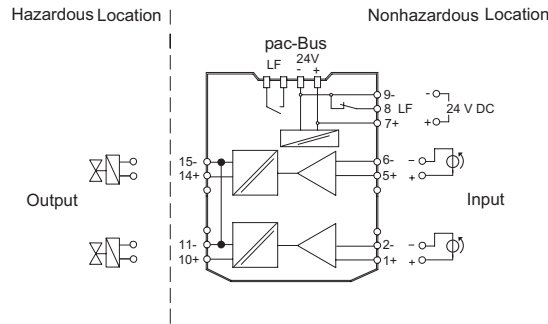 Hazardous Location
Nonhazardous Location
pac-Bus
LF 24V
- +
9-
8 LF
7+
- 24 V DC
+
15-
14+
6-
5+
-
+
Output
Input
11-
10+
2-
1+
-
+